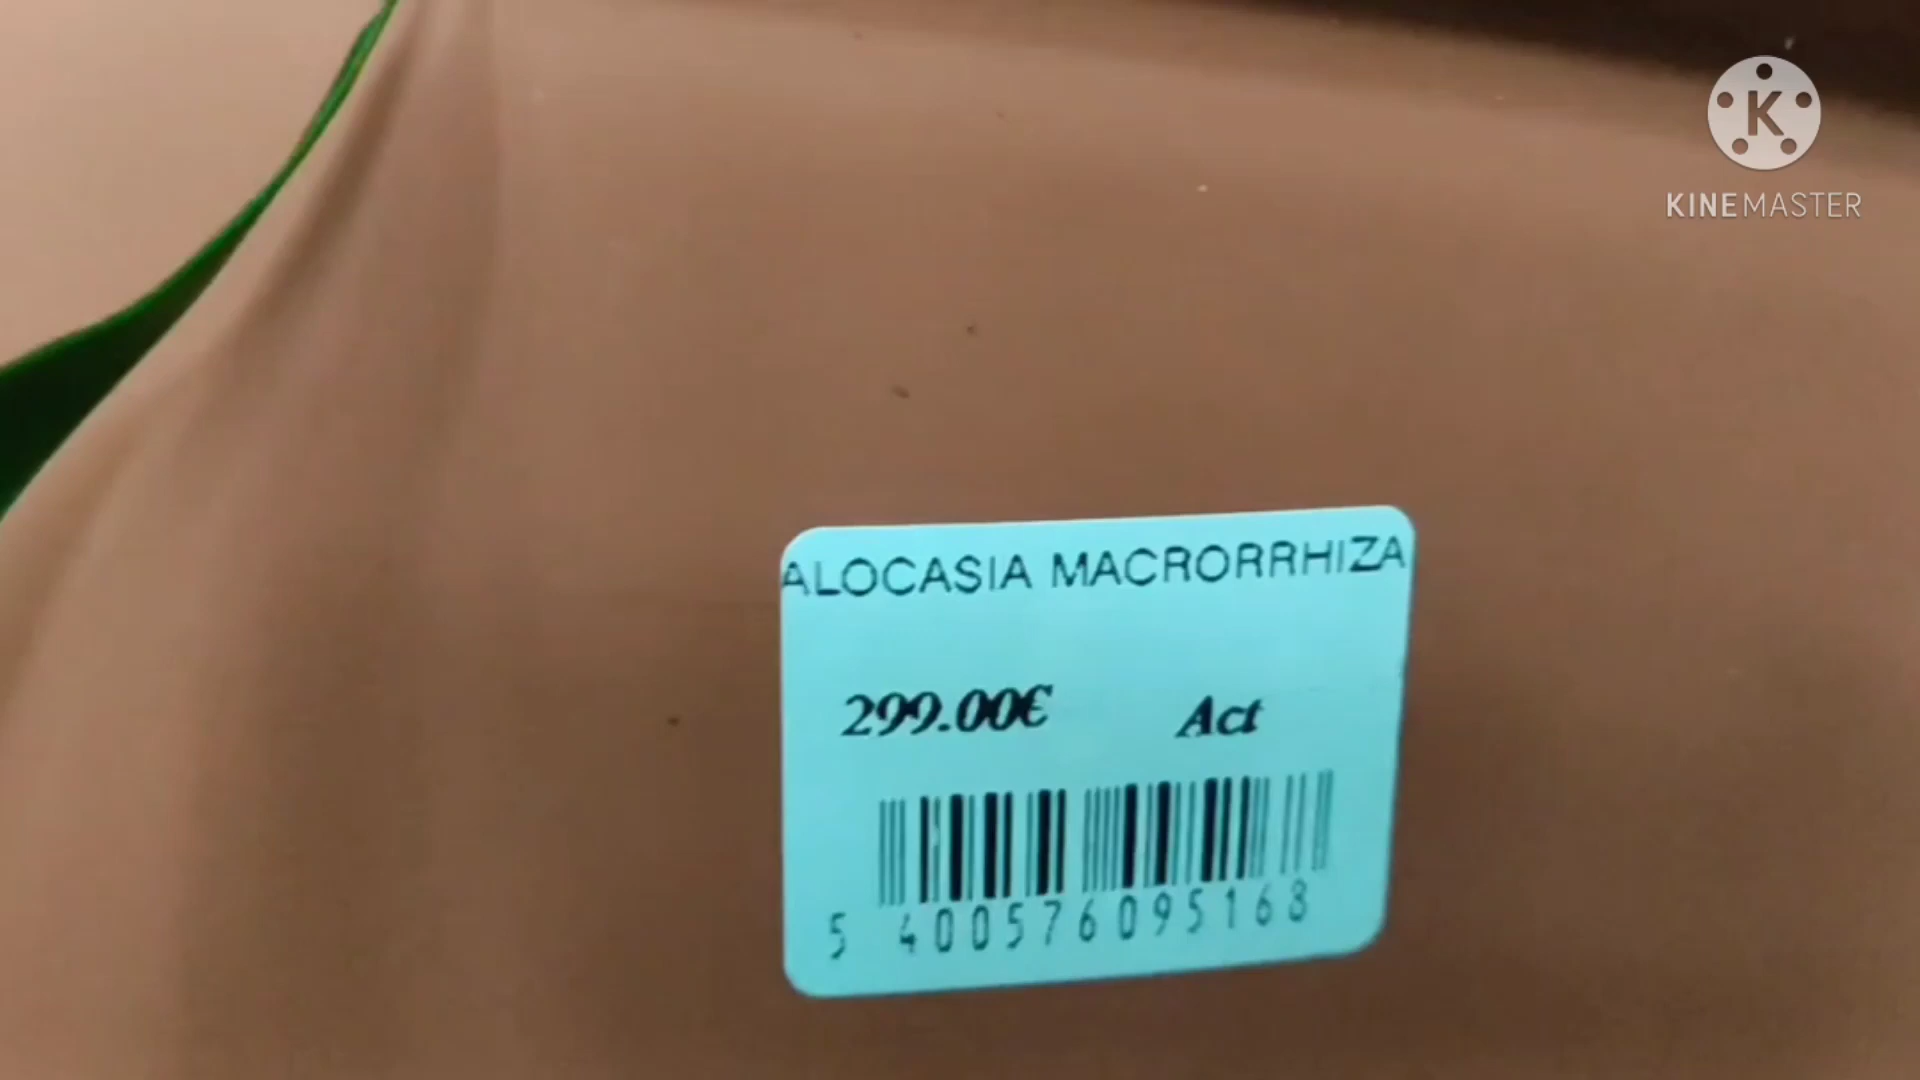 K
KINEMASTER
ALOCASIA MACRORRHIZA
299.00€ Act
5 400576 095168